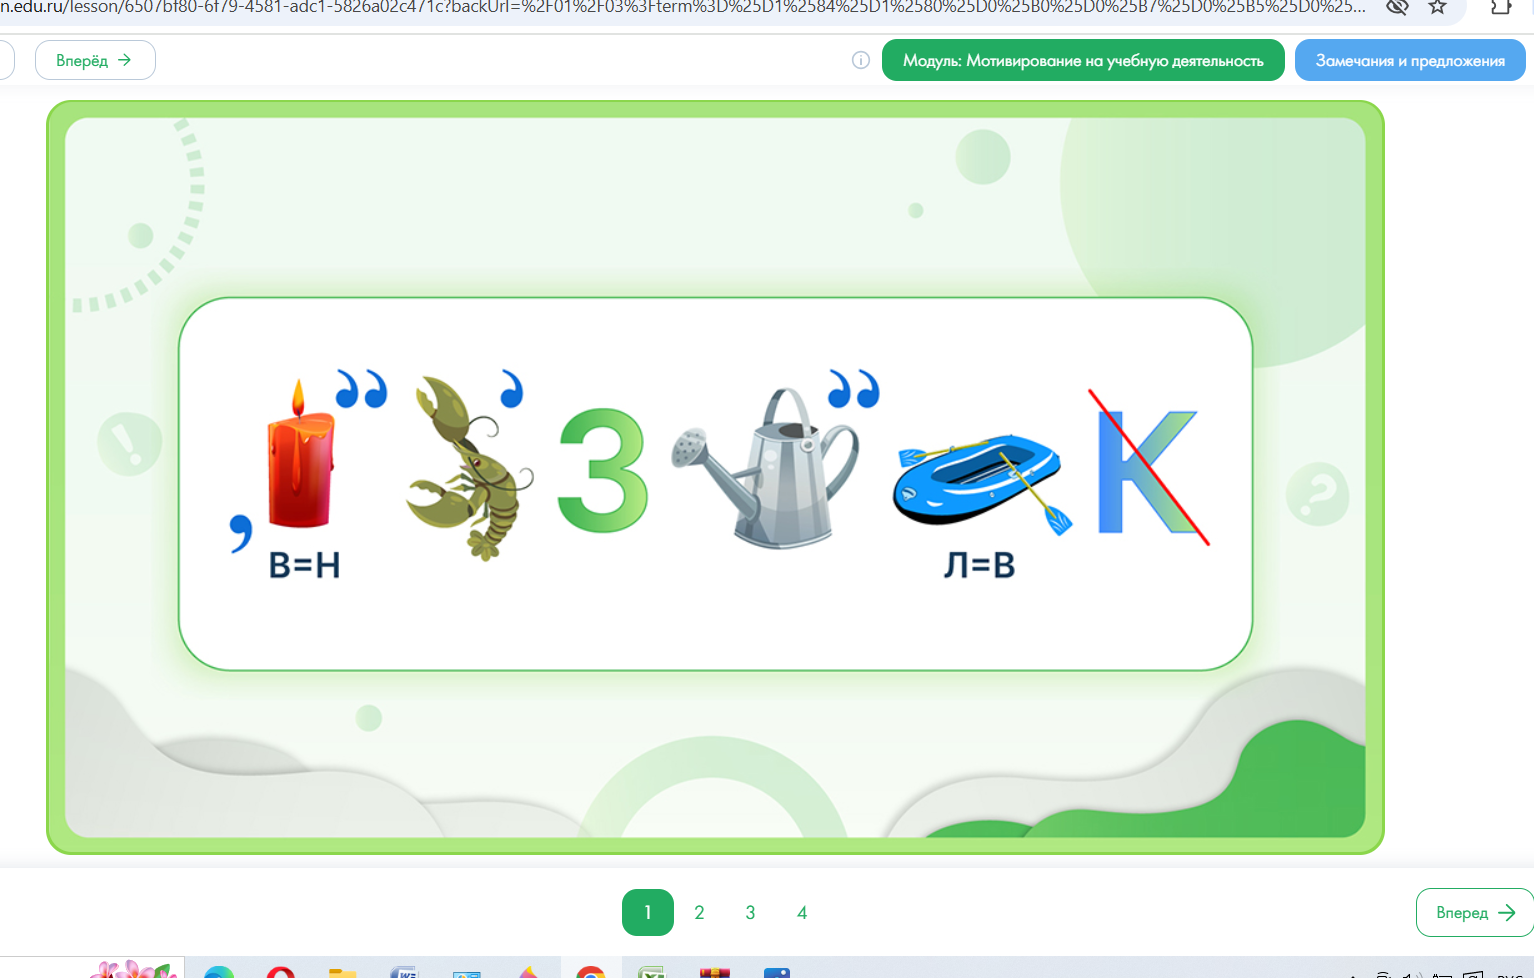 n.edu.ru/lesson/6507bf80-6f79-4581-adc1-5826a02c471c?backUrl=%2F01%2F03%3Fterm%3D%25D1%2584%25D1%2580%25D0%25B0%25D0%25B7%25D0%25B5%25D0%25...
Вперёд →
Модуль: Мотивирование на учебную деятельность
Замечания и предложения
,, , З ,, К
,
В=Н Л=В
1 2 3 4
Вперед →